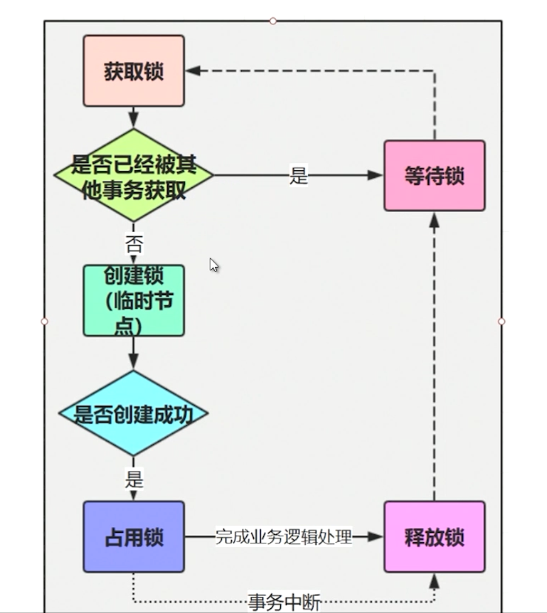 获取锁
是否已经被其
他事务获取
是
等待锁
否
创建锁
（临时节
点）
是否创建成功
是
占用锁
完成业务逻辑处理
释放锁
事务中断